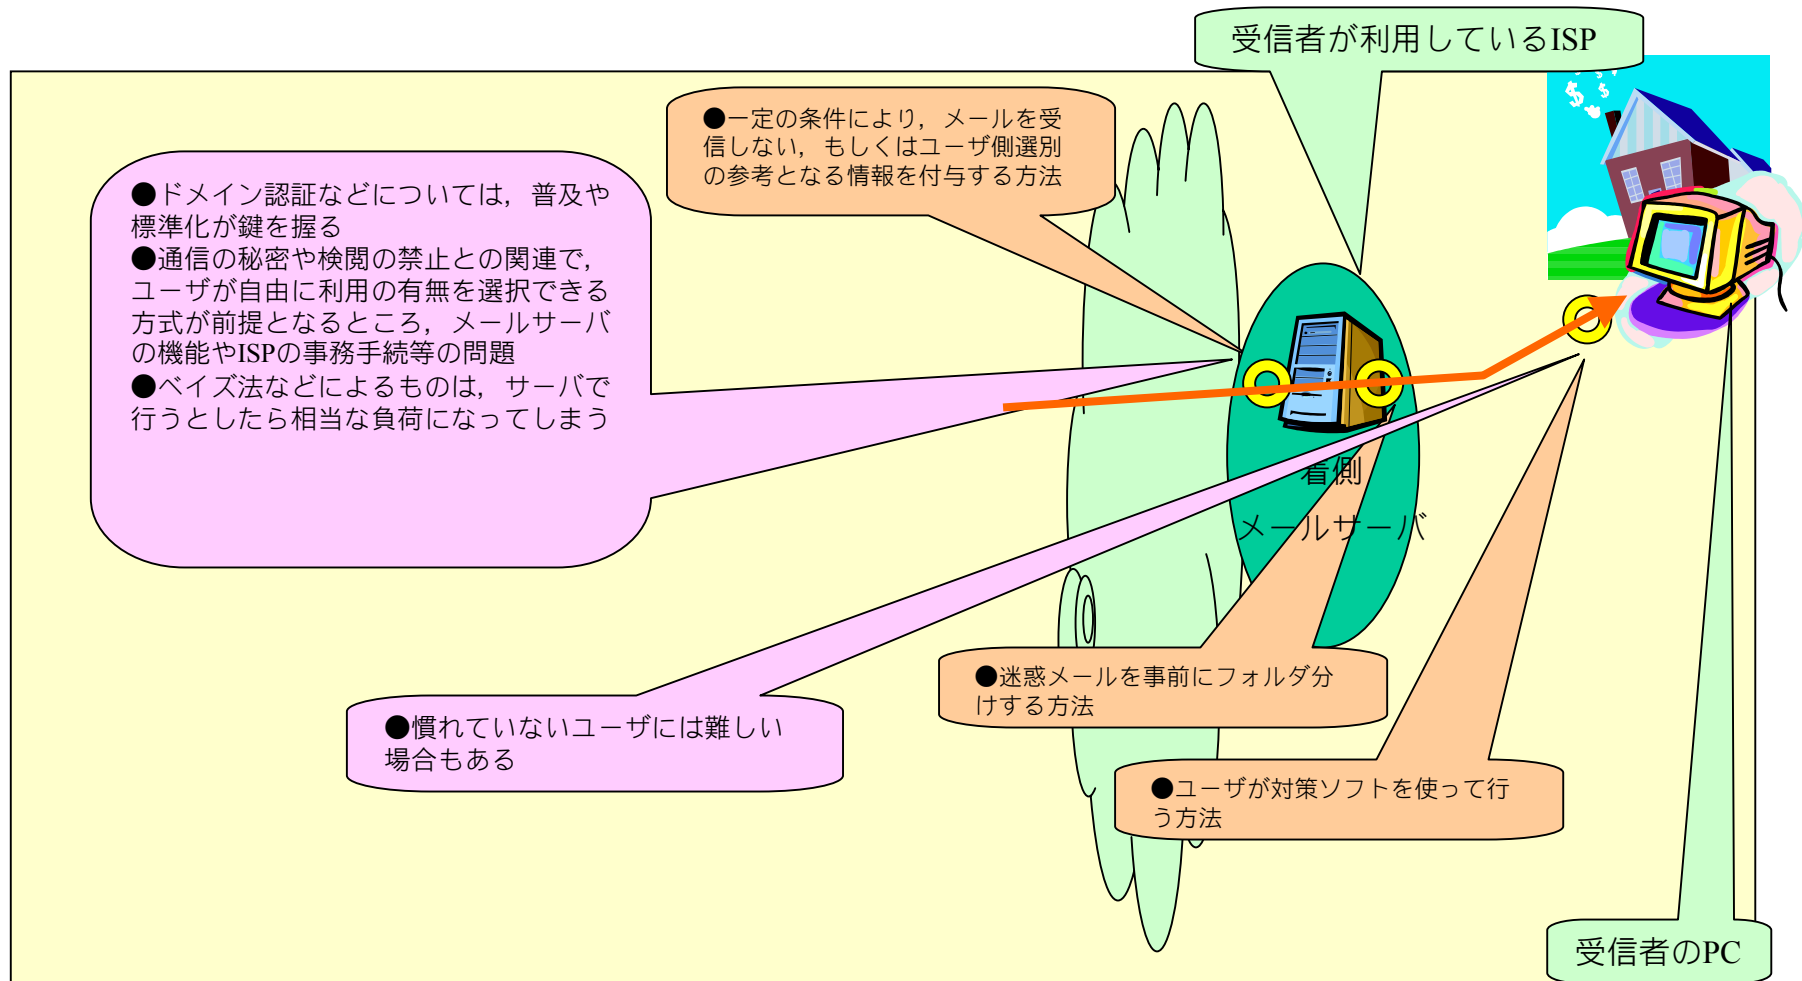 受信者が利用しているISP
●一定の条件により，メールを受
信しない，もしくはユーザ側選別
の参考となる情報を付与する方法
●ドメイン認証などについては，普及や
標準化が鍵を握る
●通信の秘密や検閲の禁止との関連で，
ユーザが自由に利用の有無を選択できる
方式が前提となるところ，メールサーバ
の機能やISPの事務手続等の問題
●ベイズ法などによるものは，サーバで
行うとしたら相当な負荷になってしまう
着側
メールサーバ
●迷惑メールを事前にフォルダ分
けする方法
●慣れていないユーザには難しい
場合もある
●ユーザが対策ソフトを使って行
う方法
受信者のPC